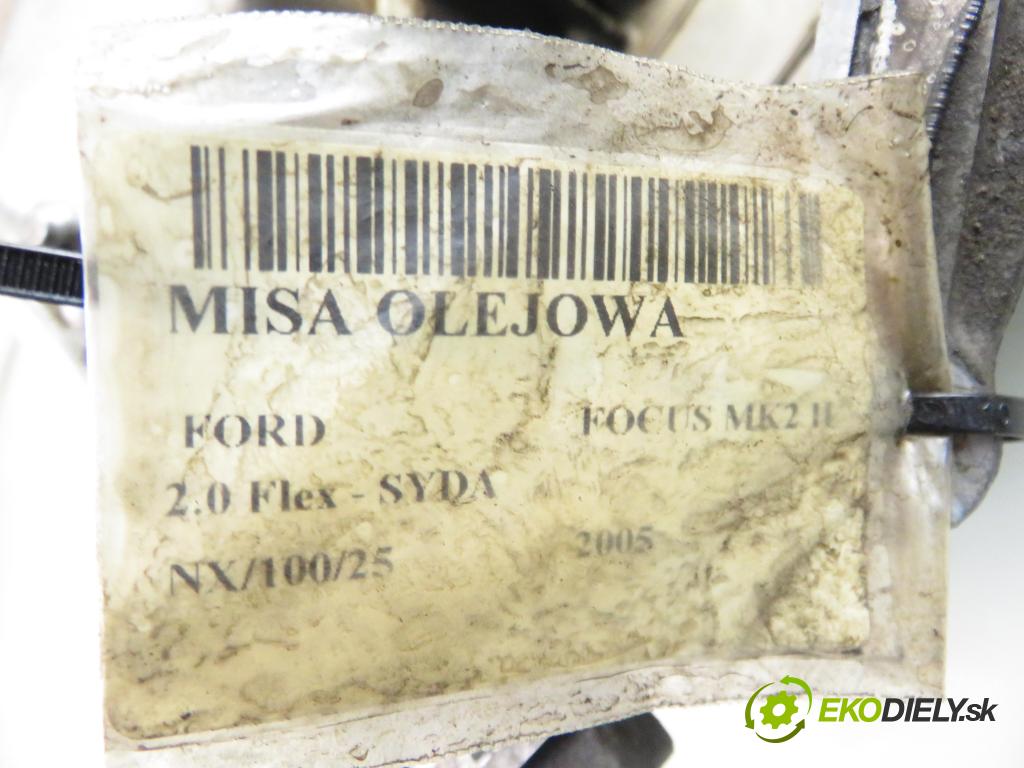 MISA OLEJOWA
FORD FOCUS MK2 II
2.0 Flex - SYDA
NX/100/25 2005
EKODIELY.sk